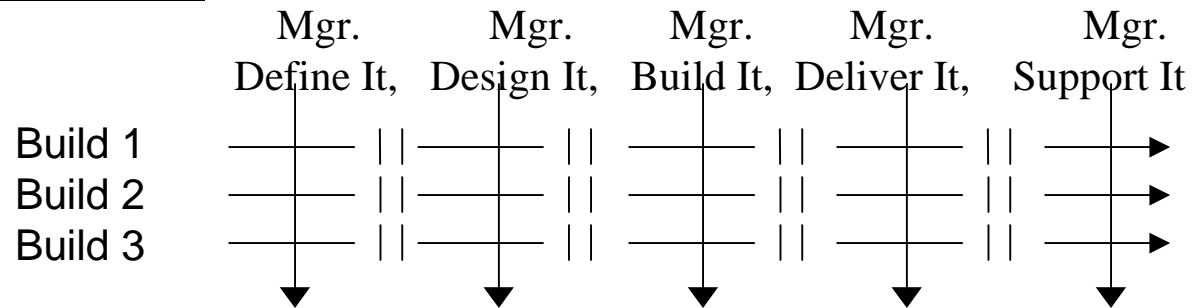 Mgr. Mgr. Mgr. Mgr. Mgr.
Define It, Design It, Build It, Deliver It, Support It
Build 1
Build 2
Build 3